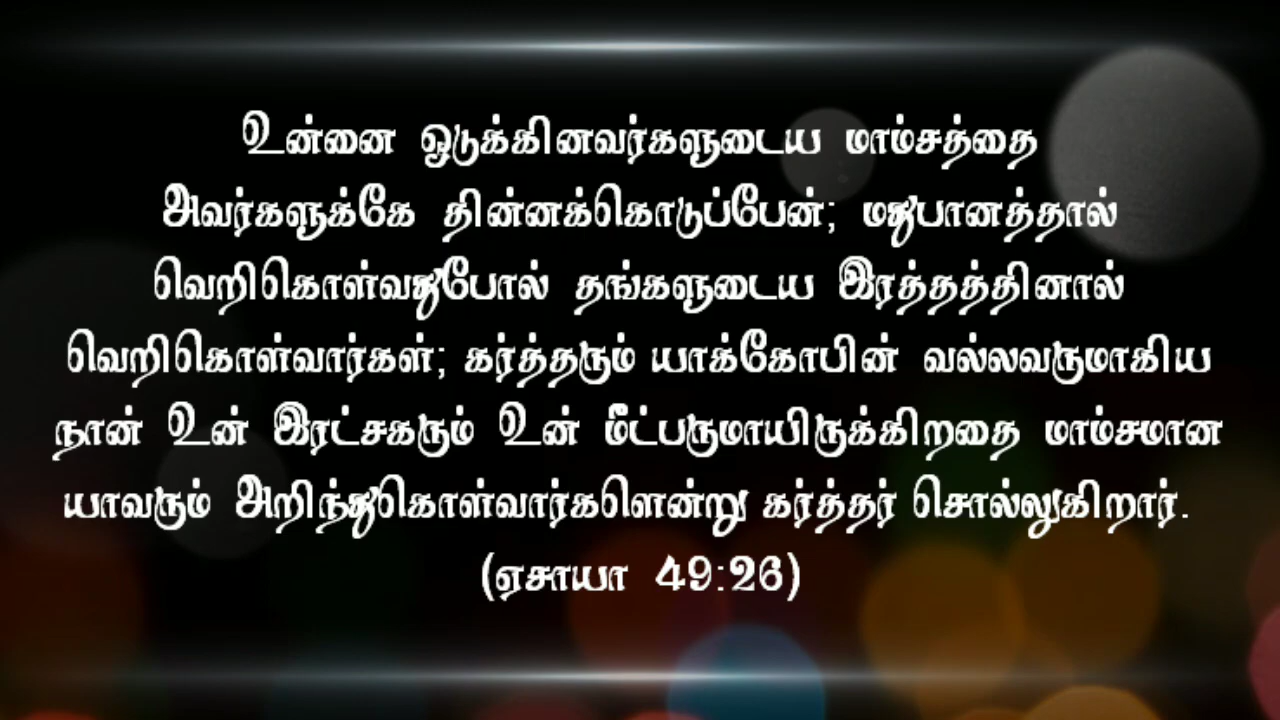 உன்னை ஒடுக்கினவர்களுடைய மாம்சத்தை
அவர்களுக்கே தின்னக்கொடுப்பேன்; மதுபானத்தால்
வெறிகொள்வதுபோல் தங்களுடைய இரத்தத்தினால்
வெறிகொள்வார்கள்; கர்த்தரும் யாக்கோபின் வல்லவருமாகிய
நான் உன் இரட்சகரும் உன் மீட்பருமாயிருக்கிறதை மாம்சமான
யாவரும் அறிந்துகொள்வார்களென்று கர்த்தர் சொல்லுகிறார்.
(ஏசாயா 49:26)